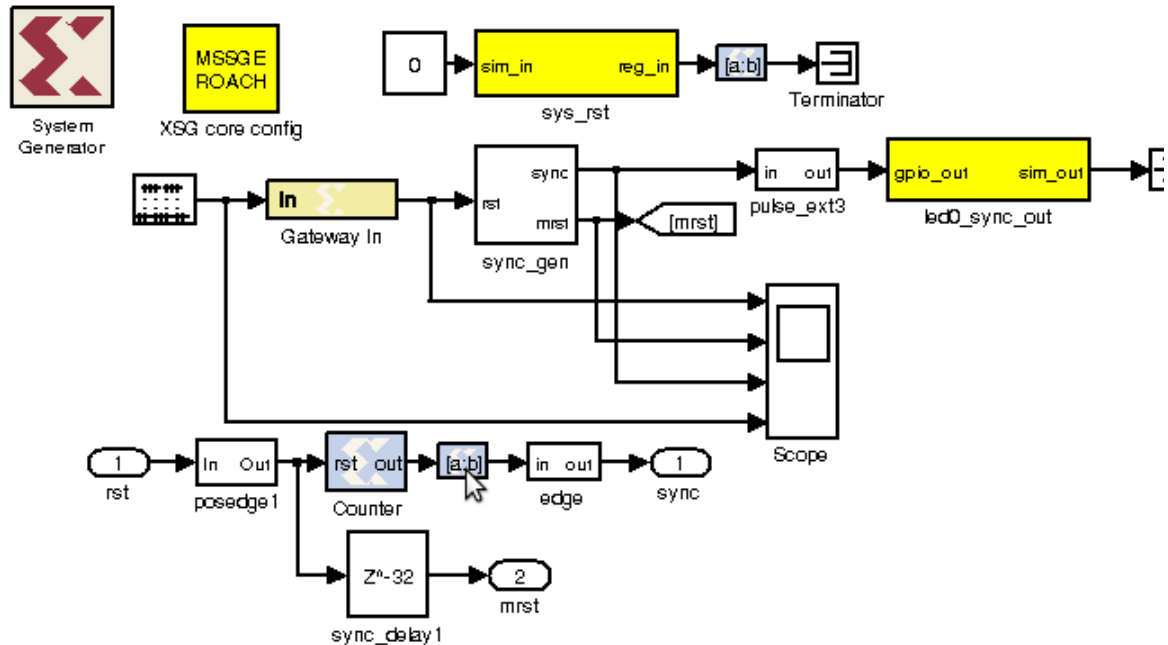 System
Generator
MSSGE
ROACH
XSG core config
0
sim_in
reg_in
sys_rst
[a:b]
Terminator
In
Gateway In
rst
sync
mrst
sync_gen
[mrst]
in
out
pulse_ext3
gpio_out
sim_out
led0_sync_out
Scope
1
rst
In
Out
posedge1
rst
out
Counter
[a:b]
in
out
edge
1
sync
Z^-32
sync_delay1
2
mrst